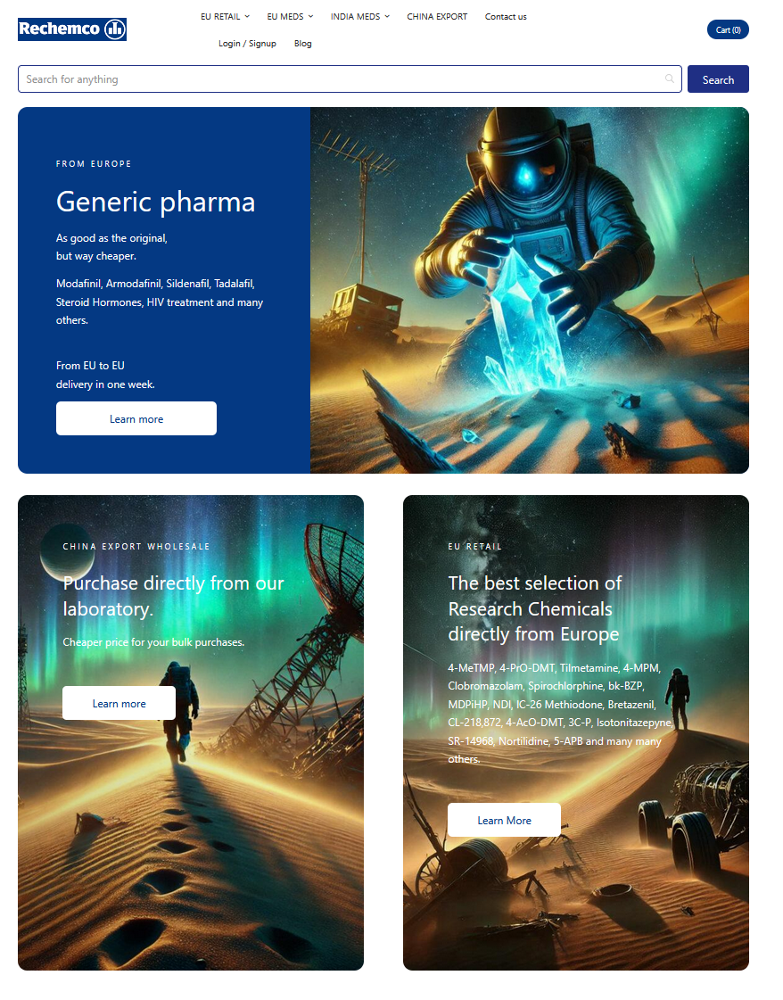 Rechemco
EU RETAIL
EU MEDS
INDIA MEDS
CHINA EXPORT
Contact us
Login / Signup
Blog
Cart (0)
Search for anything
Search
FROM EUROPE
Generic pharma
As good as the original,
but way cheaper.
Modafinil, Armodafinil, Sildenafil, Tadalafil,
Steroid Hormones, HIV treatment and many
others.
From EU to EU
delivery in one week.
Learn more
CHINA EXPORT WHOLESALE
Purchase directly from our
laboratory.
Cheaper price for your bulk purchases.
Learn more
EU RETAIL
The best selection of
Research Chemicals
directly from Europe
4-MeTMP, 4-PrO-DMT, Tilmetamine, 4-MPM,
Clobromazolam, Spirochlorphine, bk-BZP,
MDPiHP, NDI, IC-26 Methiodone, Bretazenil,
CL-218,872, 4-AcO-DMT, 3C-P, Isotonitazepyne,
SR-14968, Nortilidine, 5-APB and many many
others.
Learn More